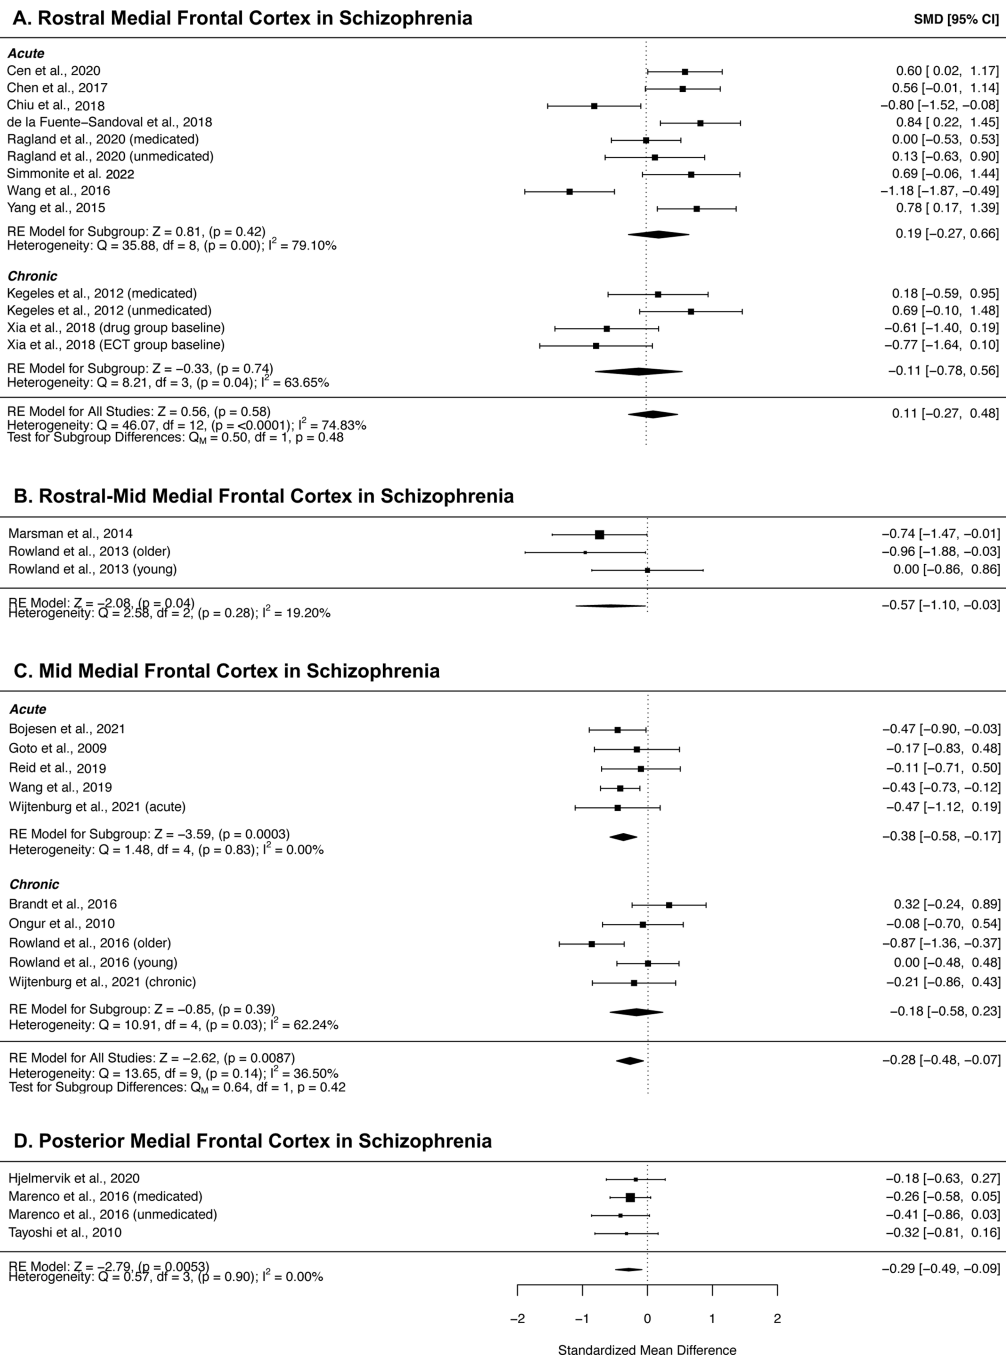 A. Rostral Medial Frontal Cortex in Schizophrenia SMD [95% CI]
Acute
Cen et al., 2020 0.60 [ 0.02, 1.17]
Chen et al., 2017 0.56 [−0.01, 1.14]
Chiu et al., 2018 −0.80 [−1.52, −0.08]
de la Fuente−Sandoval et al., 2018 0.84 [ 0.22, 1.45]
Ragland et al. 2020 (medicated) 0.00 [−0.53, 0.53]
Ragland et al. 2020 (unmedicated) 0.13 [−0.63, 0.90]
Simmonite et al. 2022 0.69 [−0.06, 1.44]
Wang et al., 2016 −1.18 [−1.87, −0.49]
Yang et al., 2015 0.78 [ 0.17, 1.39]
RE Model for Subgroup: Z = 0.81, (p = 0.42) 0.19 [−0.27, 0.66]
Heterogeneity: Q = 35.88, df = 8, (p = 0.00); I² = 79.10%
Chronic
Kegeles et al., 2012 (medicated) 0.18 [−0.59, 0.95]
Kegeles et al., 2012 (unmedicated) 0.69 [−0.10, 1.48]
Xia et al., 2018 (drug group baseline) −0.61 [−1.40, 0.19]
Xia et al., 2018 (ECT group baseline) −0.77 [−1.64, 0.10]
RE Model for Subgroup: Z = −0.33, (p = 0.74) −0.11 [−0.78, 0.56]
Heterogeneity: Q = 8.21, df = 3, (p = 0.04); I² = 63.65%
RE Model for All Studies: Z = 0.56, (p = 0.58) 0.11 [−0.27, 0.48]
Heterogeneity: Q = 46.07, df = 12, (p = <0.0001); I² = 74.83%
Test for Subgroup Differences: Q_M = 0.50, df = 1, p = 0.48
B. Rostral-Mid Medial Frontal Cortex in Schizophrenia
Marsman et al., 2014 −0.74 [−1.47, −0.01]
Rowland et al., 2013 (older) −0.96 [−1.88, −0.03]
Rowland et al., 2013 (young) 0.00 [−0.86, 0.86]
RE Model: Z = −2.08, (p = 0.04) −0.57 [−1.10, −0.03]
Heterogeneity: Q = 2.58, df = 2, (p = 0.28); I² = 19.20%
C. Mid Medial Frontal Cortex in Schizophrenia
Acute
Bojesen et al., 2021 −0.47 [−0.90, −0.03]
Goto et al., 2009 −0.17 [−0.83, 0.48]
Reid et al., 2019 −0.11 [−0.71, 0.50]
Wang et al., 2019 −0.43 [−0.73, −0.12]
Wijtenburg et al., 2021 (acute) −0.47 [−1.12, 0.19]
RE Model for Subgroup: Z = −3.59, (p = 0.0003) −0.38 [−0.58, −0.17]
Heterogeneity: Q = 1.48, df = 4, (p = 0.83); I² = 0.00%
Chronic
Brandt et al., 2016 0.32 [−0.24, 0.89]
Ongur et al., 2010 −0.08 [−0.70, 0.54]
Rowland et al., 2016 (older) −0.87 [−1.36, −0.37]
Rowland et al., 2016 (young) 0.00 [−0.48, 0.48]
Wijtenburg et al., 2021 (chronic) −0.21 [−0.86, 0.43]
RE Model for Subgroup: Z = −0.85, (p = 0.39) −0.18 [−0.58, 0.23]
Heterogeneity: Q = 10.91, df = 4, (p = 0.03); I² = 62.24%
RE Model for All Studies: Z = −2.62, (p = 0.0087) −0.28 [−0.48, −0.07]
Heterogeneity: Q = 13.65, df = 9, (p = 0.14); I² = 36.50%
Test for Subgroup Differences: Q_M = 0.64, df = 1, p = 0.42
D. Posterior Medial Frontal Cortex in Schizophrenia
Hjelmervik et al., 2020 −0.18 [−0.63, 0.27]
Marenco et al., 2016 (medicated) −0.26 [−0.58, 0.05]
Marenco et al., 2016 (unmedicated) −0.41 [−0.86, 0.03]
Tayoshi et al., 2010 −0.32 [−0.81, 0.16]
RE Model: Z = −2.79, (p = 0.0053) −0.29 [−0.49, −0.09]
Heterogeneity: Q = 0.57, df = 3, (p = 0.90); I² = 0.00%
−2 −1 0 1 2
Standardized Mean Difference